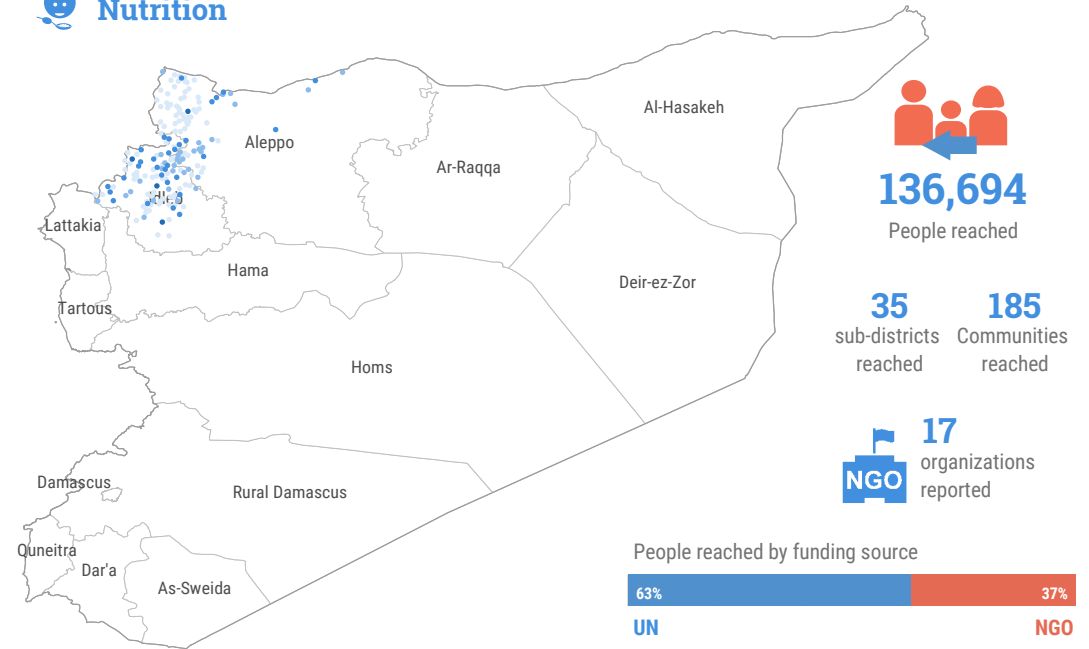 Nutrition
Al-Hasakeh
Aleppo
Ar-Raqqa
Idleb
Lattakia
Hama
Deir-ez-Zor
Tartous
Homs
Damascus
Rural Damascus
Quneitra
Dar'a
As-Sweida
136,694
People reached
35
sub-districts
reached
185
Communities
reached
NGO
17
organizations
reported
People reached by funding source
63%
37%
UN
NGO